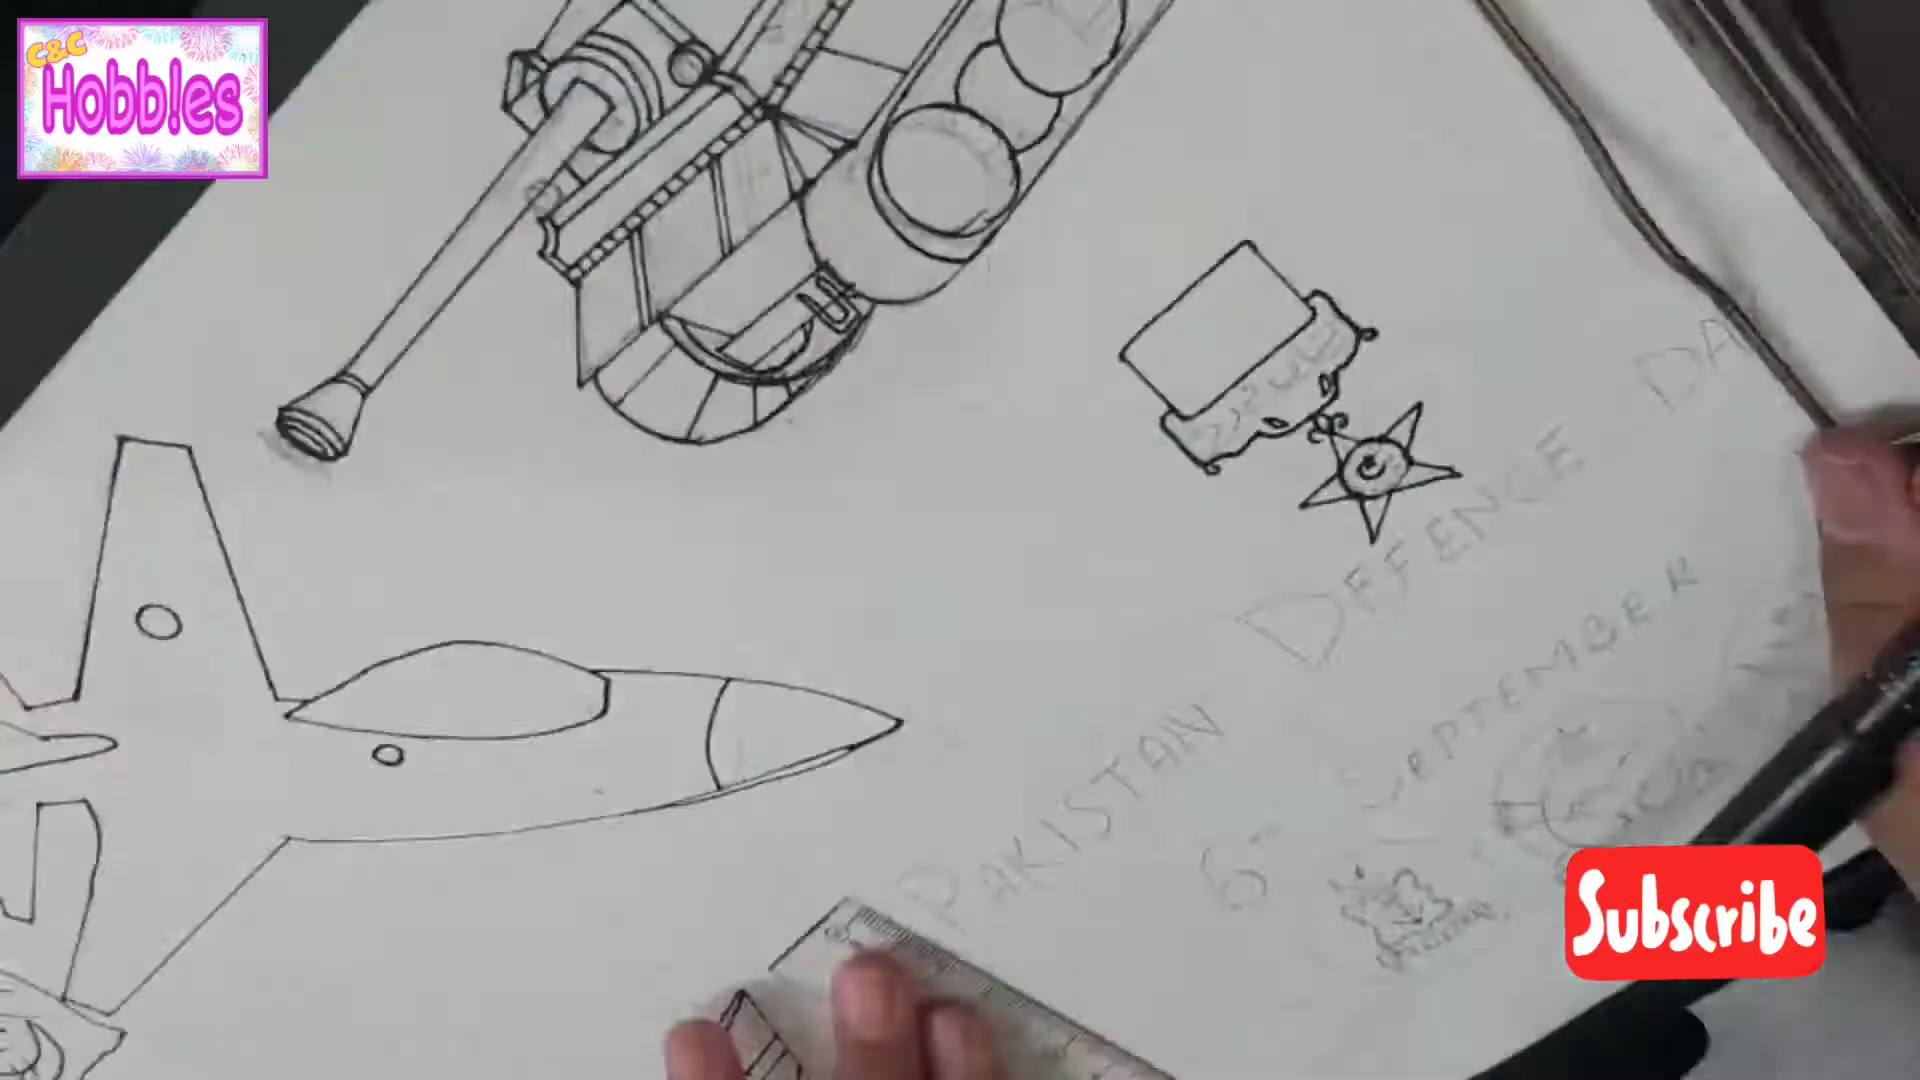 C&C
Hobb!es
PAKISTAN DEFENCE DA
6TH SEPTEMBER
Subscribe